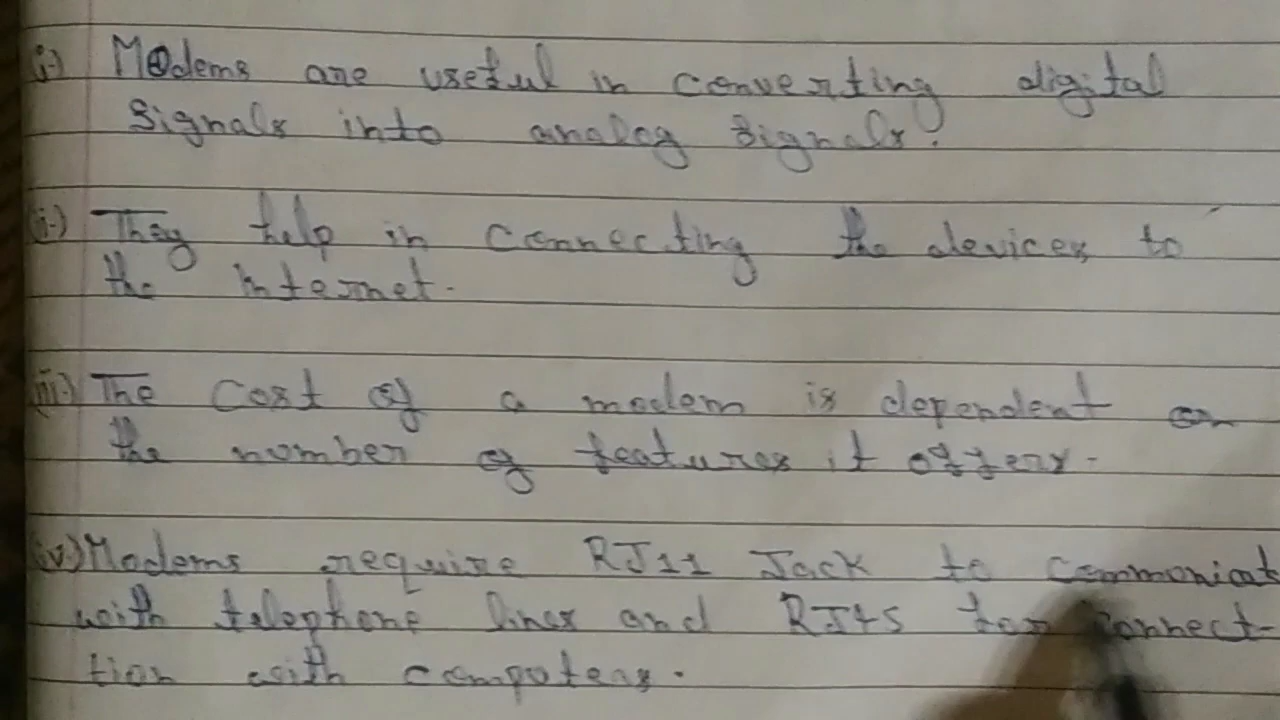 (i) Modems are useful in converting digital
signals into analog signals.
(ii) They help in connecting the devices to
the internet.
(iii) The cost of a modem is dependent on
the number of features it offers.
(iv) Modems require RJ11 Jack to communicate
with telephone lines and RJ45 for connect-
tion with computers.